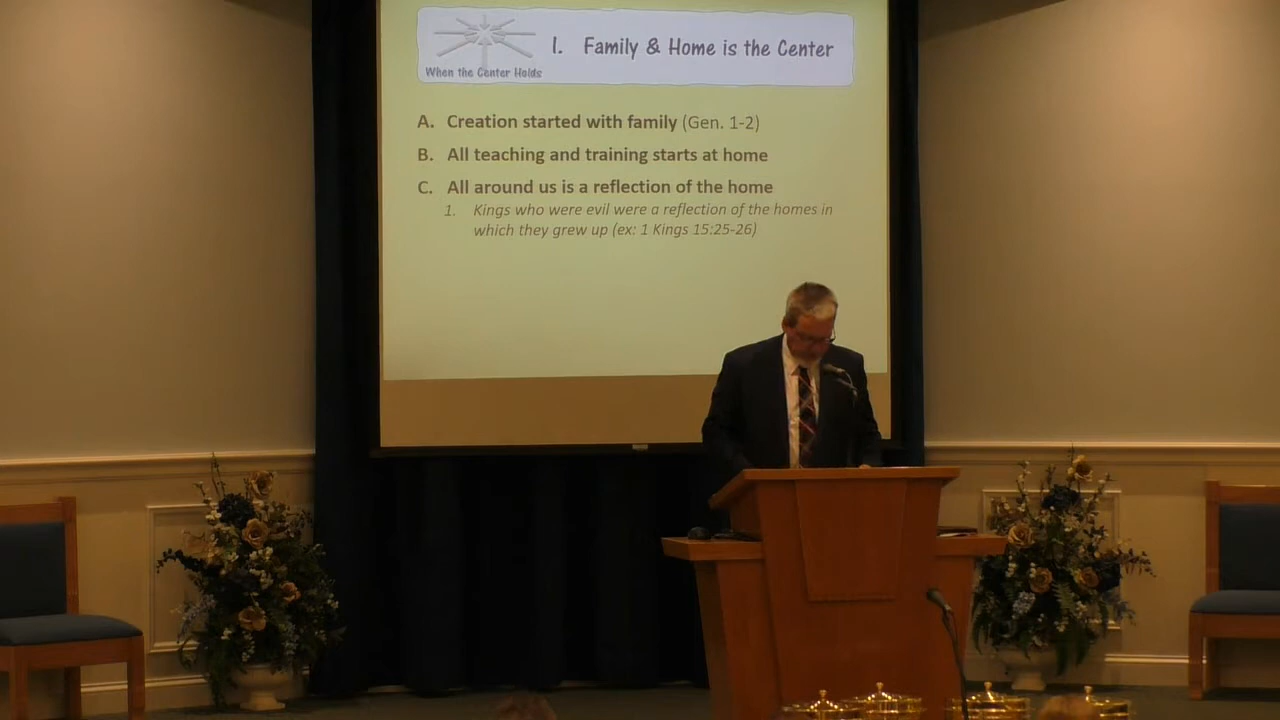 When the Center Holds
I. Family & Home is the Center
A. Creation started with family (Gen. 1-2)
B. All teaching and training starts at home
C. All around us is a reflection of the home
1. Kings who were evil were a reflection of the homes in
which they grew up (ex: 1 Kings 15:25-26)